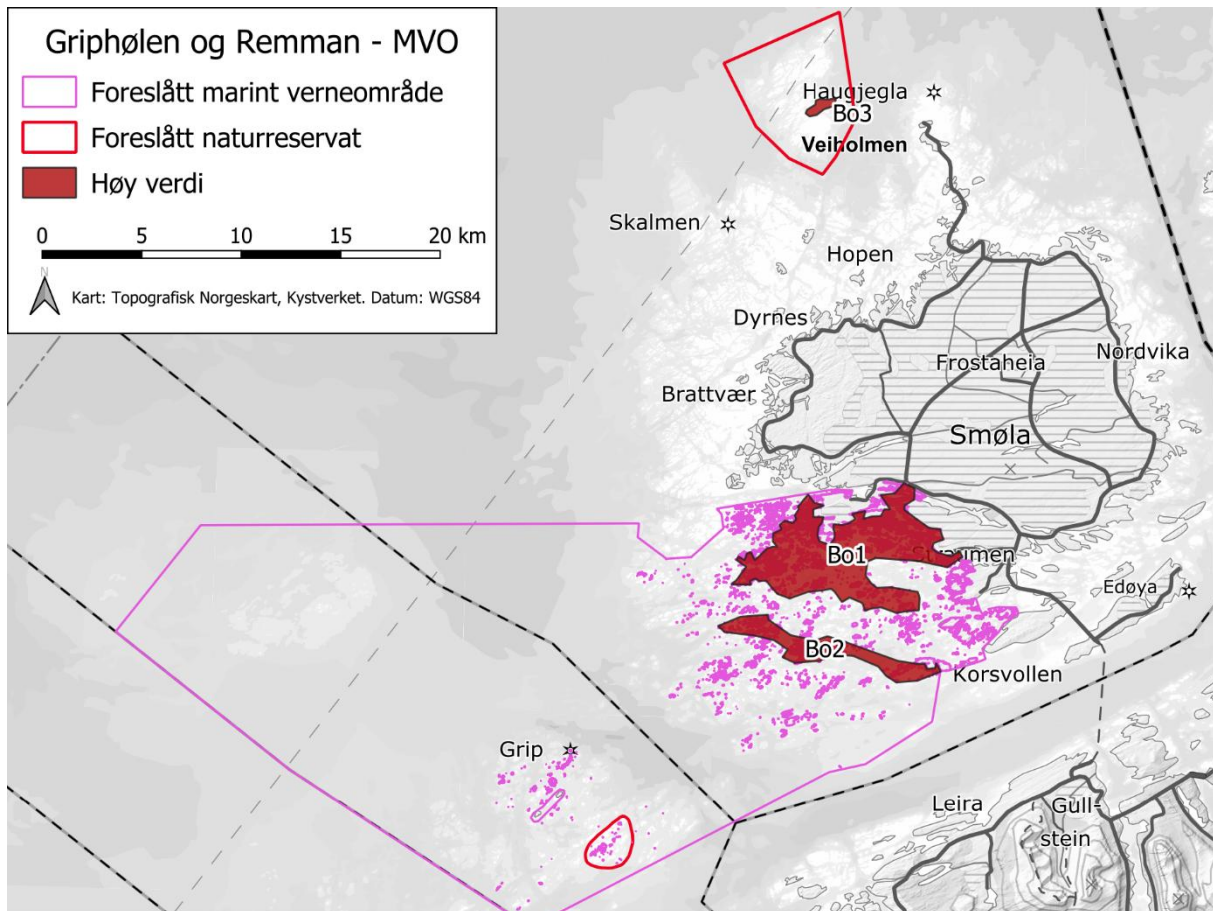 Griphølen og Remman - MVO
Foreslått marint verneområde
Foreslått naturreservat
Høy verdi
0 5 10 15 20 km
N
Kart: Topografisk Norgeskart, Kystverket. Datum: WGS84
Haugjegla
Bo3
Veiholmen
Skalmen
Hopen
Dyrnes
Frostaheia
Nordvika
Brattvær
Smøla
Bo1
Straumen
Edøya
Bo2
Korsvollen
Grip
Leira
Gull-
stein